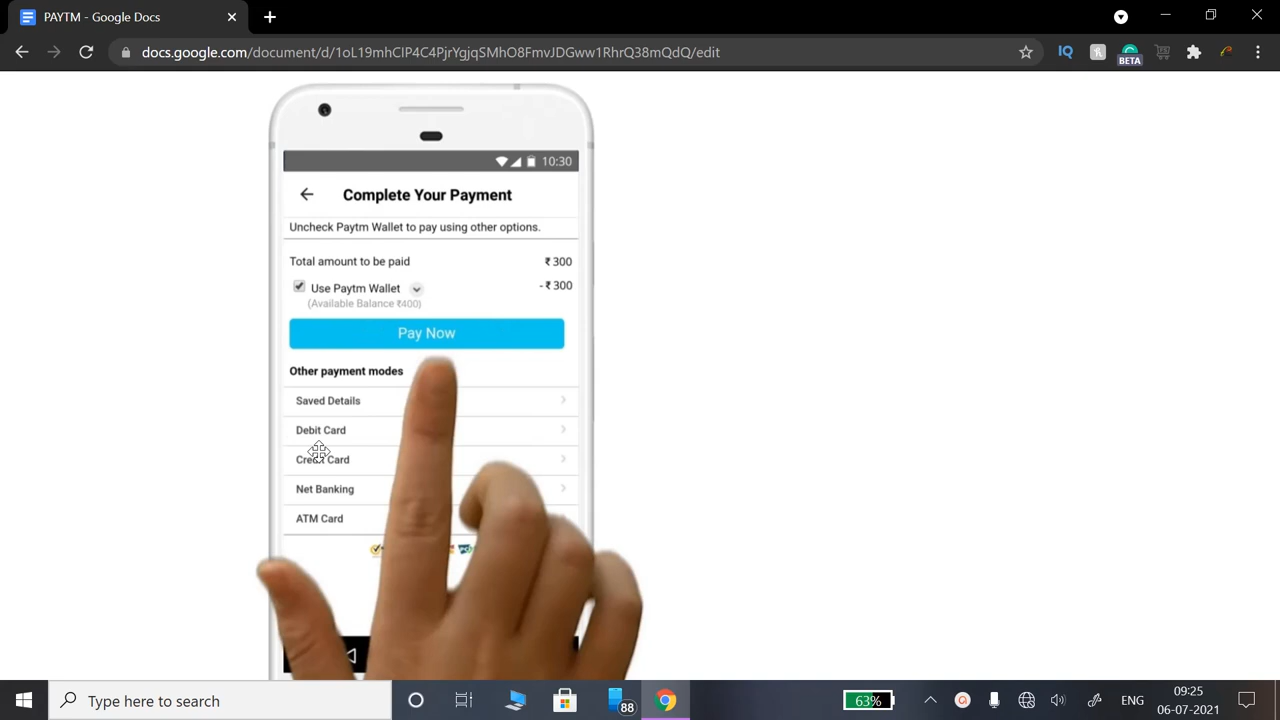 PAYTM - Google Docs
docs.google.com/document/d/1oL19mhCIP4C4PjrYgjqSMhO8FmvJDGww1RhrQ38mQdQ/edit
IQ
BETA
10:30
Complete Your Payment
Uncheck Paytm Wallet to pay using other options.
Total amount to be paid ₹ 300
Use Paytm Wallet - ₹ 300
(Available Balance ₹400)
Pay Now
Other payment modes
Saved Details
Debit Card
Credit Card
Net Banking
ATM Card
Type here to search
88
63%
ENG
09:25
06-07-2021